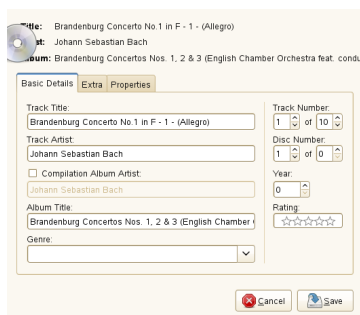 Title: Brandenburg Concerto No.1 in F - 1 - (Allegro)
Johann Sebastian Bach
Album: Brandenburg Concertos Nos. 1, 2 & 3 (English Chamber Orchestra feat. condu
Basic Details Extra Properties
Track Title: Track Number:
Brandenburg Concerto No.1 in F - 1 - (Allegro) 1 of 10
Track Artist: Disc Number:
Johann Sebastian Bach 1 of 0
Compilation Album Artist: Year:
Johann Sebastian Bach 0
Album Title: Rating:
Brandenburg Concertos Nos. 1, 2 & 3 (English Chamber
Genre:
Cancel Save